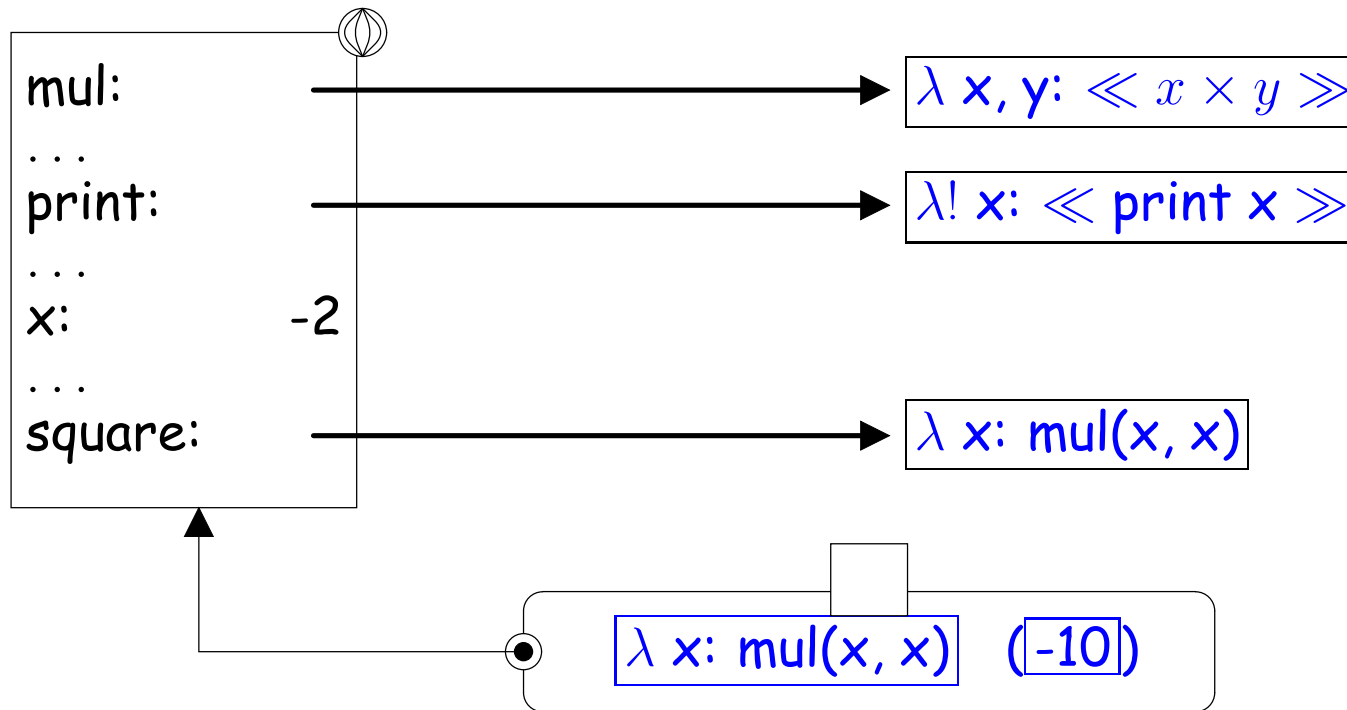 mul: λ x, y: ≪ x × y ≫
. . .
print: λ! x: ≪ print x ≫
. . .
x: -2
. . .
square: λ x: mul(x, x)
λ x: mul(x, x) (-10)